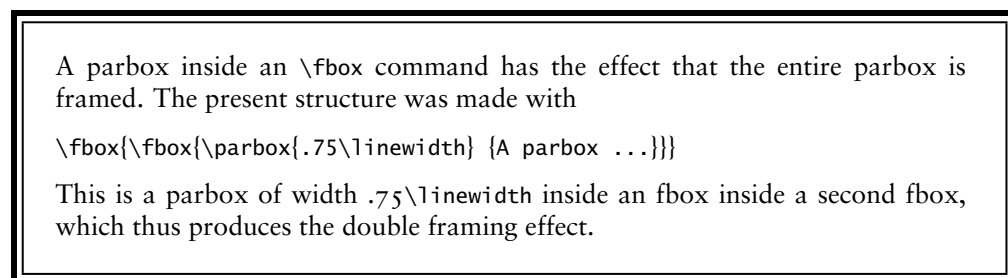 A parbox inside an \fbox command has the effect that the entire parbox is
framed. The present structure was made with
\fbox{\fbox{\parbox{.75\linewidth} {A parbox ...}}}
This is a parbox of width .75\linewidth inside an fbox inside a second fbox,
which thus produces the double framing effect.